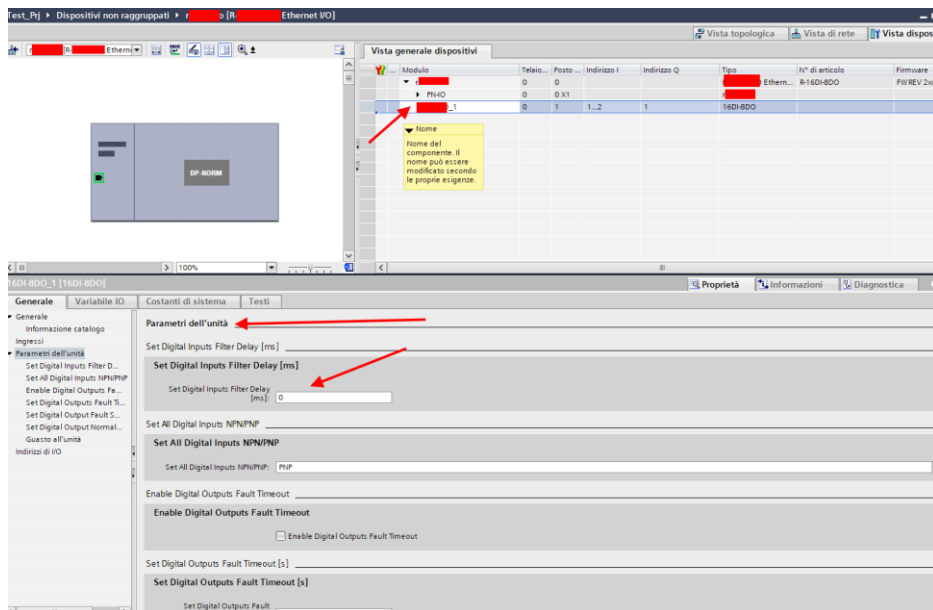 Test_Prj ▸ Dispositivi non raggruppati ▸ r o [R- Ethernet I/O]
Vista topologica Vista di rete Vista dispos
r [R- Ethern
Vista generale dispositivi
... Modulo Telaio... Posto ... Indirizzo I Indirizzo Q Tipo N° di articolo Firmware
r 0 0 Ethern... R-16DI-8DO FW REV 2.x
PN-IO 0 0 X1
_1 0 1 1...2 1 16DI-8DO
Nome
Nome del
componente. Il
nome può essere
modificato secondo
le proprie esigenze.
DP-NORM
100%
16DI-8DO_1 [16DI-8DO]
Proprietà Informazioni Diagnostica
Generale Variabile IO Costanti di sistema Testi
Generale
Informazione catalogo
Ingressi
Parametri dell'unità
Set Digital Inputs Filter D...
Set All Digital Inputs NPN/PNP
Enable Digital Outputs Fa...
Set Digital Outputs Fault Ti...
Set Digital Output Fault S...
Set Digital Output Normal...
Guasto all'unità
Indirizzi di I/O
Parametri dell'unità
Set Digital Inputs Filter Delay [ms]
Set Digital Inputs Filter Delay [ms]
Set Digital Inputs Filter Delay
[ms]: 0
Set All Digital Inputs NPN/PNP
Set All Digital Inputs NPN/PNP
Set All Digital Inputs NPN/PNP: PNP
Enable Digital Outputs Fault Timeout
Enable Digital Outputs Fault Timeout
Enable Digital Outputs Fault Timeout
Set Digital Outputs Fault Timeout [s]
Set Digital Outputs Fault Timeout [s]
Set Digital Outputs Fault